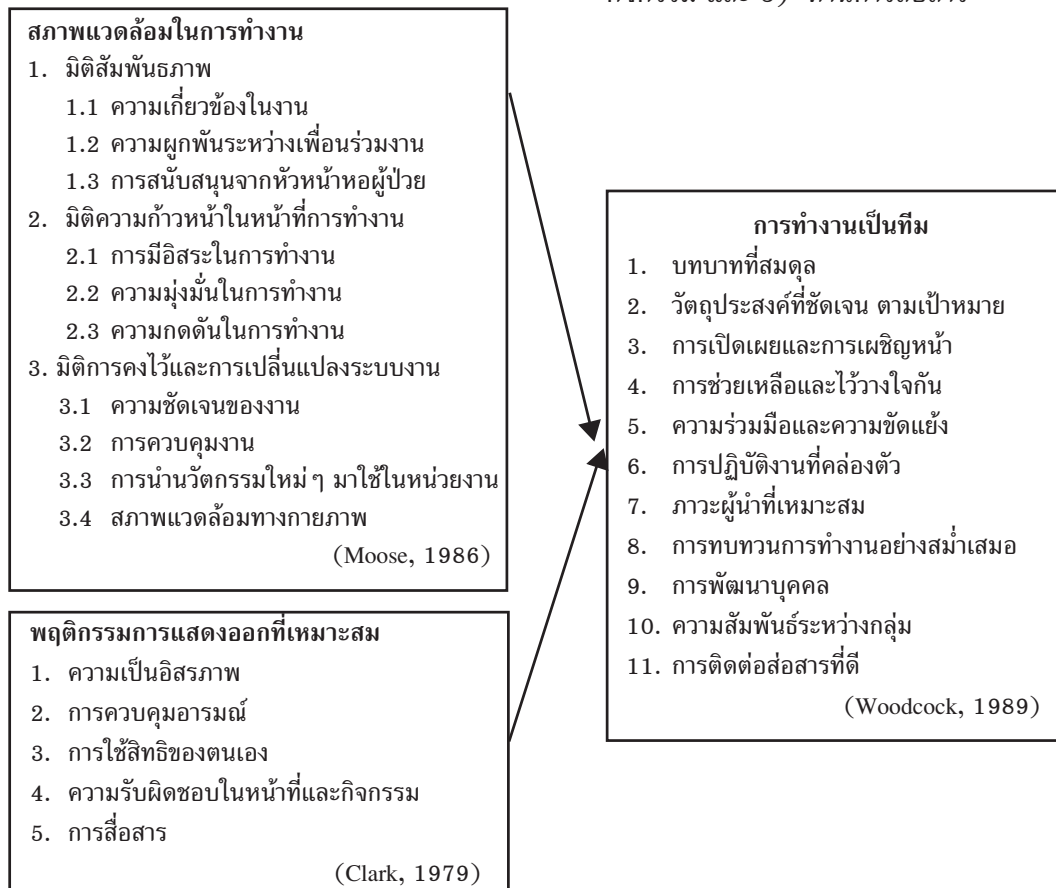 สภาพแวดล้อมในการทำงาน
1. มิติสัมพันธภาพ
1.1 ความเกี่ยวข้องในงาน
1.2 ความผูกพันระหว่างเพื่อนร่วมงาน
1.3 การสนับสนุนจากหัวหน้าหอผู้ป่วย
2. มิติความก้าวหน้าในหน้าที่การทำงาน
2.1 การมีอิสระในการทำงาน
2.2 ความมุ่งมั่นในการทำงาน
2.3 ความกดดันในการทำงาน
3. มิติการคงไว้และการเปลี่ยนแปลงระบบงาน
3.1 ความชัดเจนของงาน
3.2 การควบคุมงาน
3.3 การนำนวัตกรรมใหม่ ๆ มาใช้ในหน่วยงาน
3.4 สภาพแวดล้อมทางกายภาพ
(Moose, 1986)
พฤติกรรมการแสดงออกที่เหมาะสม
1. ความเป็นอิสรภาพ
2. การควบคุมอารมณ์
3. การใช้สิทธิของตนเอง
4. ความรับผิดชอบในหน้าที่และกิจกรรม
5. การสื่อสาร
(Clark, 1979)
การทำงานเป็นทีม
1. บทบาทที่สมดุล
2. วัตถุประสงค์ที่ชัดเจน ตามเป้าหมาย
3. การเปิดเผยและการเผชิญหน้า
4. การช่วยเหลือและไว้วางใจกัน
5. ความร่วมมือและความขัดแย้ง
6. การปฏิบัติงานที่คล่องตัว
7. ภาวะผู้นำที่เหมาะสม
8. การทบทวนการทำงานอย่างสม่ำเสมอ
9. การพัฒนาบุคคล
10. ความสัมพันธ์ระหว่างกลุ่ม
11. การติดต่อส่อสารที่ดี
(Woodcock, 1989)